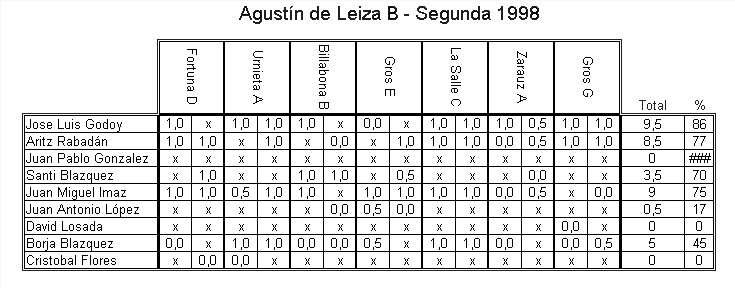 Agustín de Leiza B - Segunda 1998
Fortuna D Urnieta A Billabona B Gros E La Salle C Zarauz A Gros G
Total %
Jose Luis Godoy 1,0 x 1,0 1,0 1,0 x 0,0 x 1,0 1,0 1,0 0,5 1,0 1,0 9,5 86
Aritz Rabadán 1,0 1,0 x 1,0 x 0,0 x 1,0 1,0 1,0 0,0 0,5 1,0 1,0 8,5 77
Juan Pablo Gonzalez x x x x x x x x x x x x x x 0 ###
Santi Blazquez x 1,0 x x 1,0 1,0 x 0,5 x x x 0,0 x x 3,5 70
Juan Miguel Imaz 1,0 1,0 0,5 1,0 1,0 x 1,0 1,0 1,0 1,0 0,0 0,5 x 0,0 9 75
Juan Antonio López x x x x x 0,0 0,5 0,0 x x x x x x 0,5 17
David Losada x x x x x x x x x x x x 0,0 x 0 0
Borja Blazquez 0,0 x 1,0 1,0 0,0 0,0 0,5 x 1,0 1,0 x 0,0 0,0 0,5 5 45
Cristobal Flores x 0,0 0,0 x x x x x x x x x x x 0 0